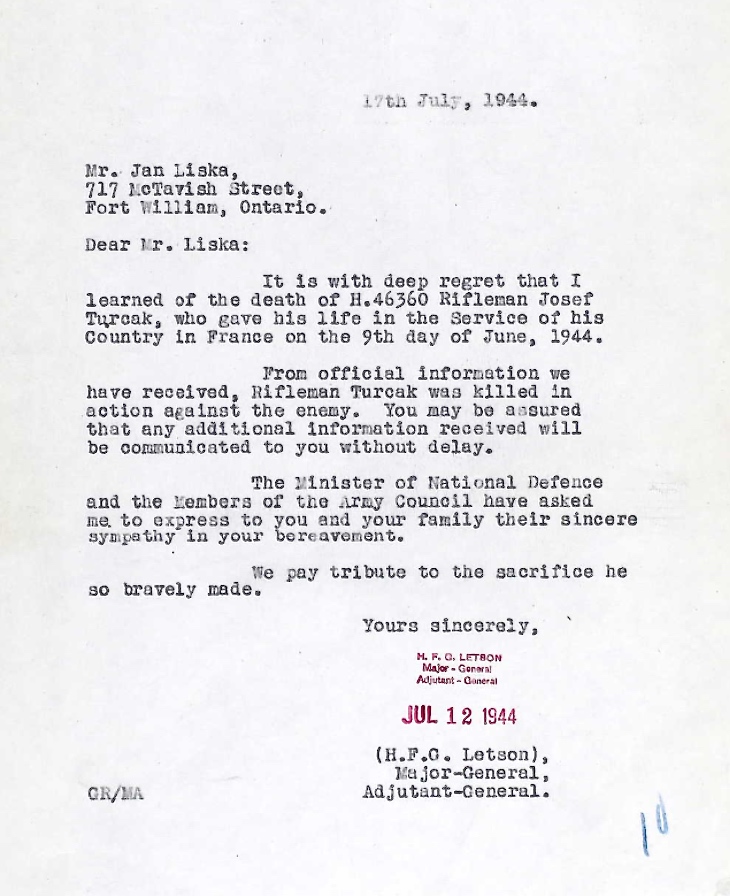 17th July, 1944.
Mr. Jan Liska,
717 McTavish Street,
Fort William, Ontario.
Dear Mr. Liska:
It is with deep regret that I
learned of the death of H.46360 Rifleman Josef
Turcak, who gave his life in the Service of his
Country in France on the 9th day of June, 1944.
From official information we
have received, Rifleman Turcak was killed in
action against the enemy. You may be assured
that any additional information received will
be communicated to you without delay.
The Minister of National Defence
and the Members of the Army Council have asked
me to express to you and your family their sincere
sympathy in your bereavement.
We pay tribute to the sacrifice he
so bravely made.
Yours sincerely,
H. F. G. LETSON
Major - General
Adjutant - General
JUL 12 1944
(H.F.G. Letson),
Major-General,
GR/MA Adjutant-General.
10